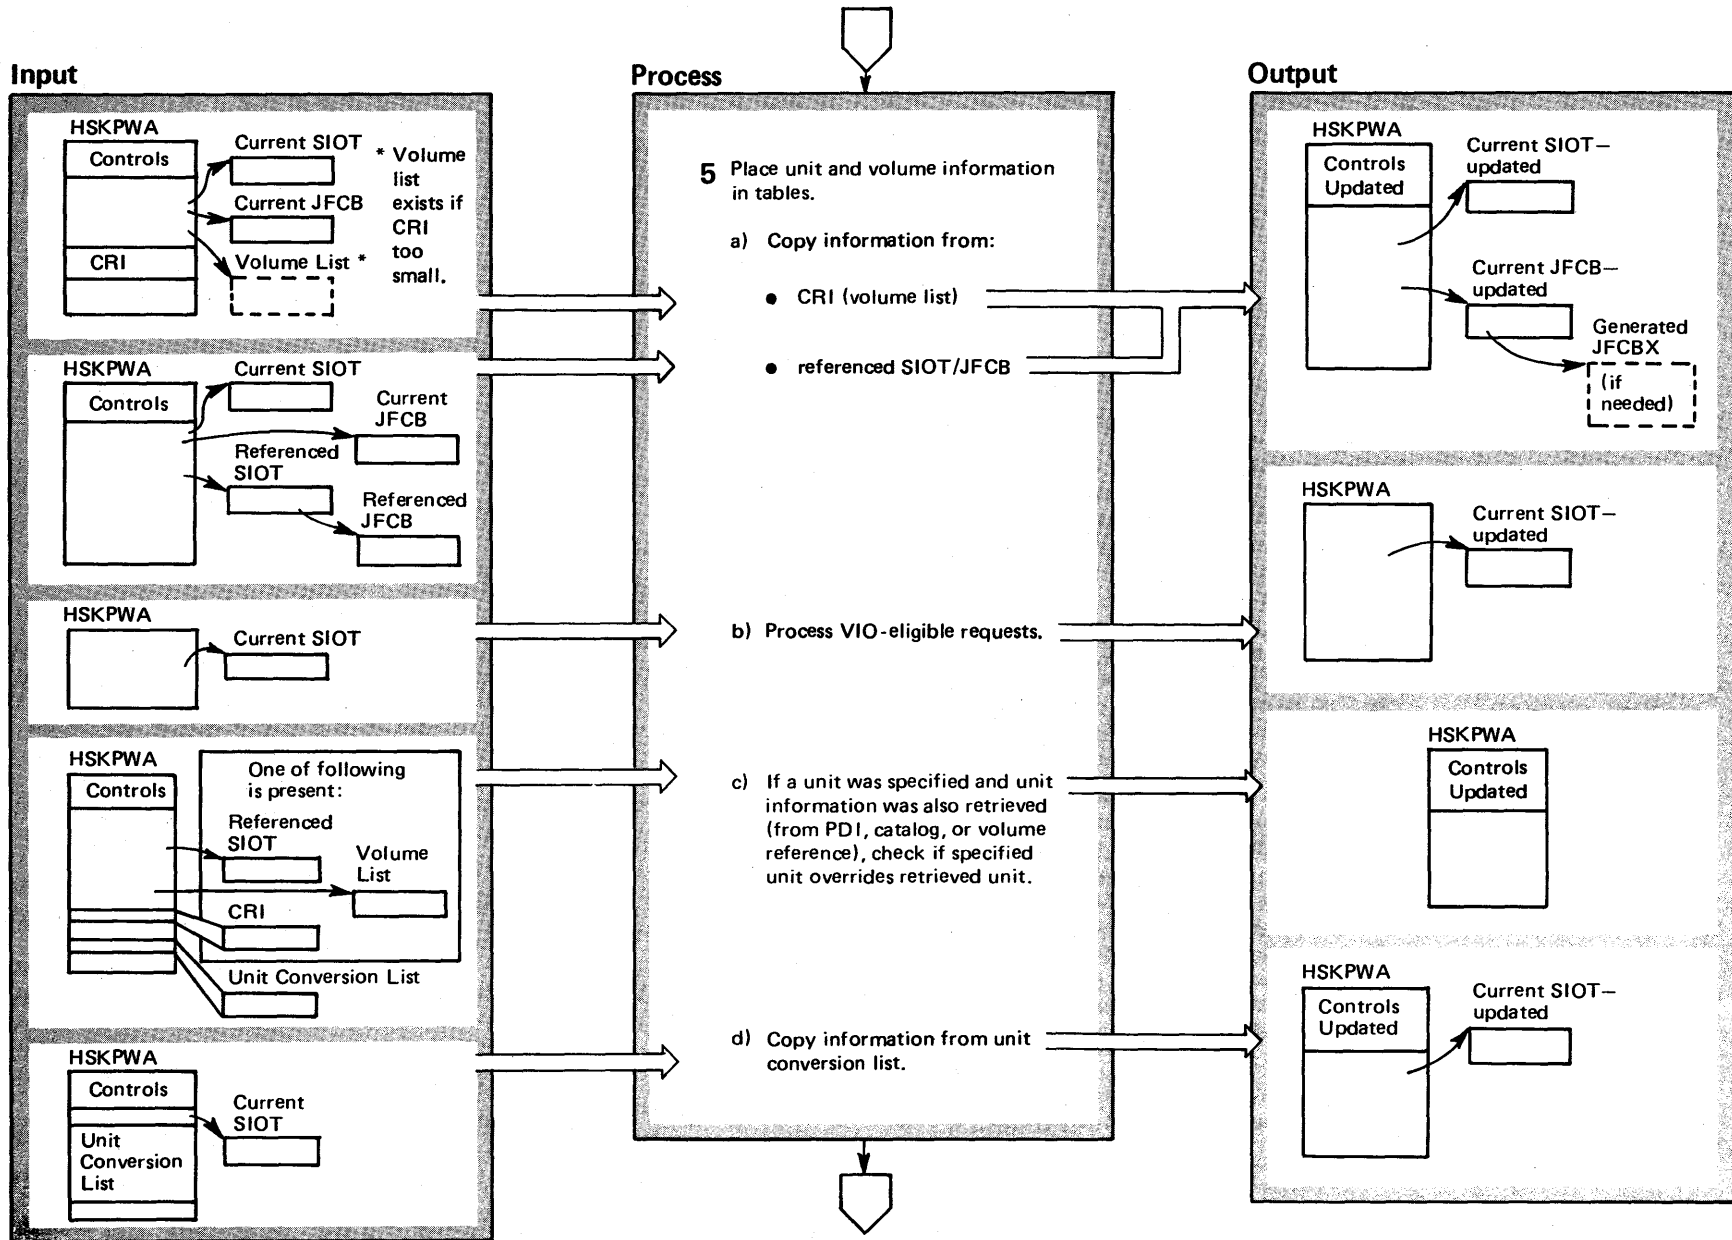 Input
HSKPWA
Controls
CRI
Current SIOT
Current JFCB
Volume List *
* Volume
list
exists if
CRI
too
small.
HSKPWA
Controls
Current SIOT
Current
JFCB
Referenced
SIOT
Referenced
JFCB
HSKPWA
Current SIOT
HSKPWA
Controls
One of following
is present:
Referenced
SIOT
Volume
List
CRI
Unit Conversion List
HSKPWA
Controls
Unit
Conversion
List
Current
SIOT
Process
5 Place unit and volume information
in tables.
a) Copy information from:
• CRI (volume list)
• referenced SIOT/JFCB
b) Process VIO-eligible requests.
c) If a unit was specified and unit
information was also retrieved
(from PDI, catalog, or volume
reference), check if specified
unit overrides retrieved unit.
d) Copy information from unit
conversion list.
Output
HSKPWA
Controls
Updated
Current SIOT—
updated
Current JFCB—
updated
Generated
JFCBX
(if
needed)
HSKPWA
Current SIOT—
updated
HSKPWA
Controls
Updated
HSKPWA
Controls
Updated
Current SIOT—
updated